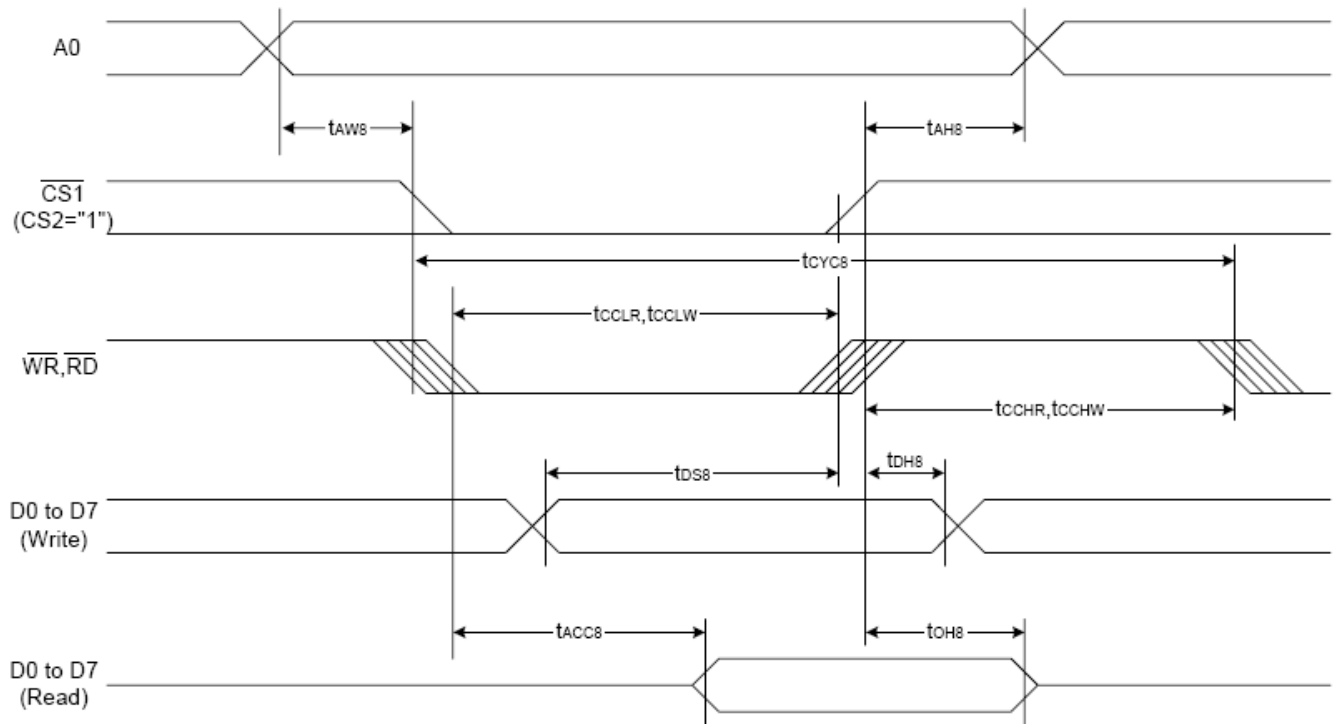 A0
tAW8
tAH8
CS1
(CS2="1")
tCYC8
tCCLR,tCCLW
WR,RD
tCCHR,tCCHW
tDS8
tDH8
D0 to D7
(Write)
tACC8
tOH8
D0 to D7
(Read)